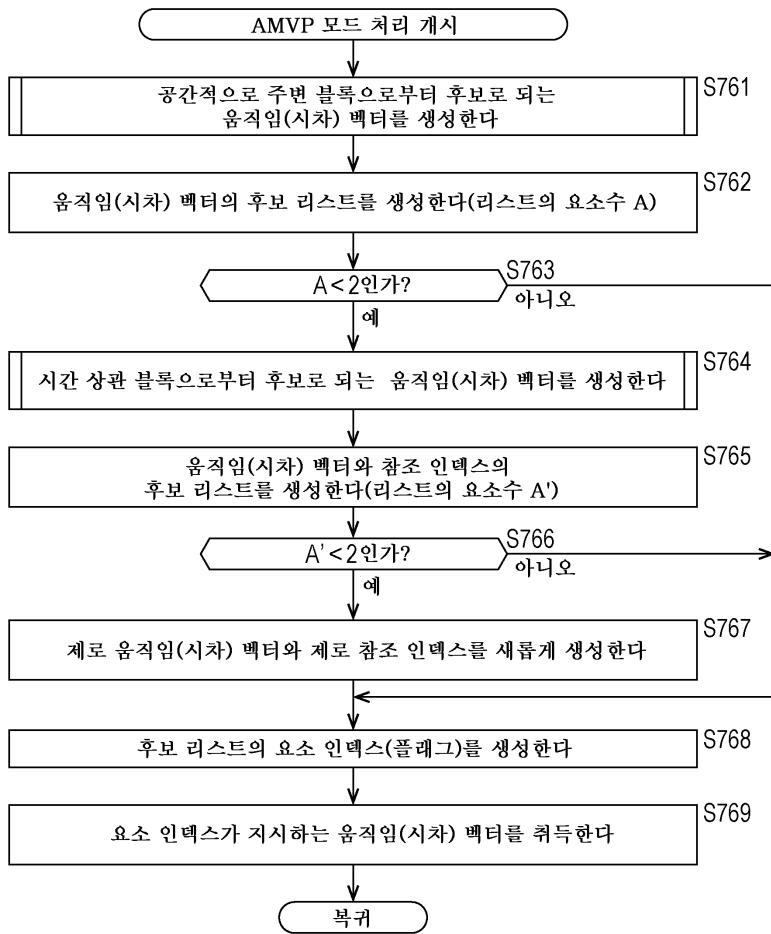 AMVP 모드 처리 개시
공간적으로 주변 블록으로부터 후보로 되는
움직임(시차) 벡터를 생성한다
S761
움직임(시차) 벡터의 후보 리스트를 생성한다(리스트의 요소수 A)
S762
A<2인가?
S763
아니오
예
시간 상관 블록으로부터 후보로 되는 움직임(시차) 벡터를 생성한다
S764
움직임(시차) 벡터와 참조 인덱스의
후보 리스트를 생성한다(리스트의 요소수 A')
S765
A'<2인가?
S766
아니오
예
제로 움직임(시차) 벡터와 제로 참조 인덱스를 새롭게 생성한다
S767
후보 리스트의 요소 인덱스(플래그)를 생성한다
S768
요소 인덱스가 지시하는 움직임(시차) 벡터를 취득한다
S769
복귀